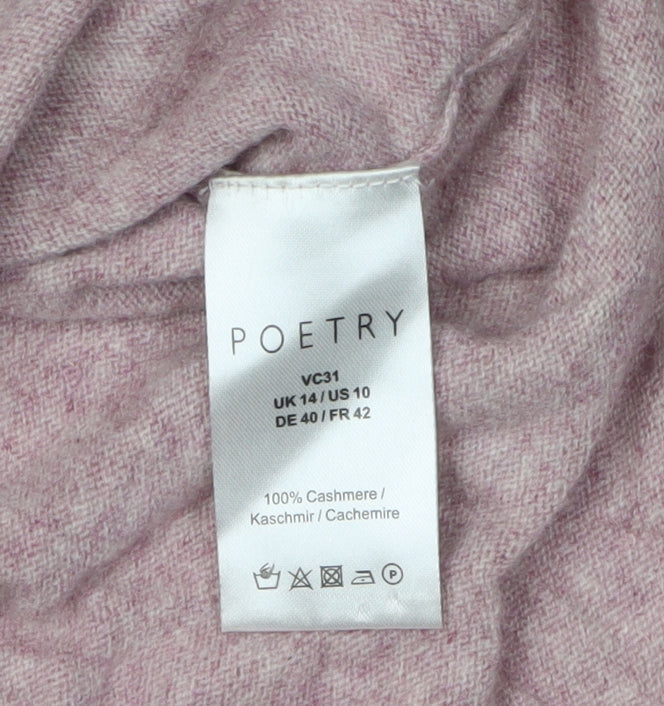 POETRY
VC31
UK 14 / US 10
DE 40 / FR 42
100% Cashmere /
Kaschmir / Cachemire
P